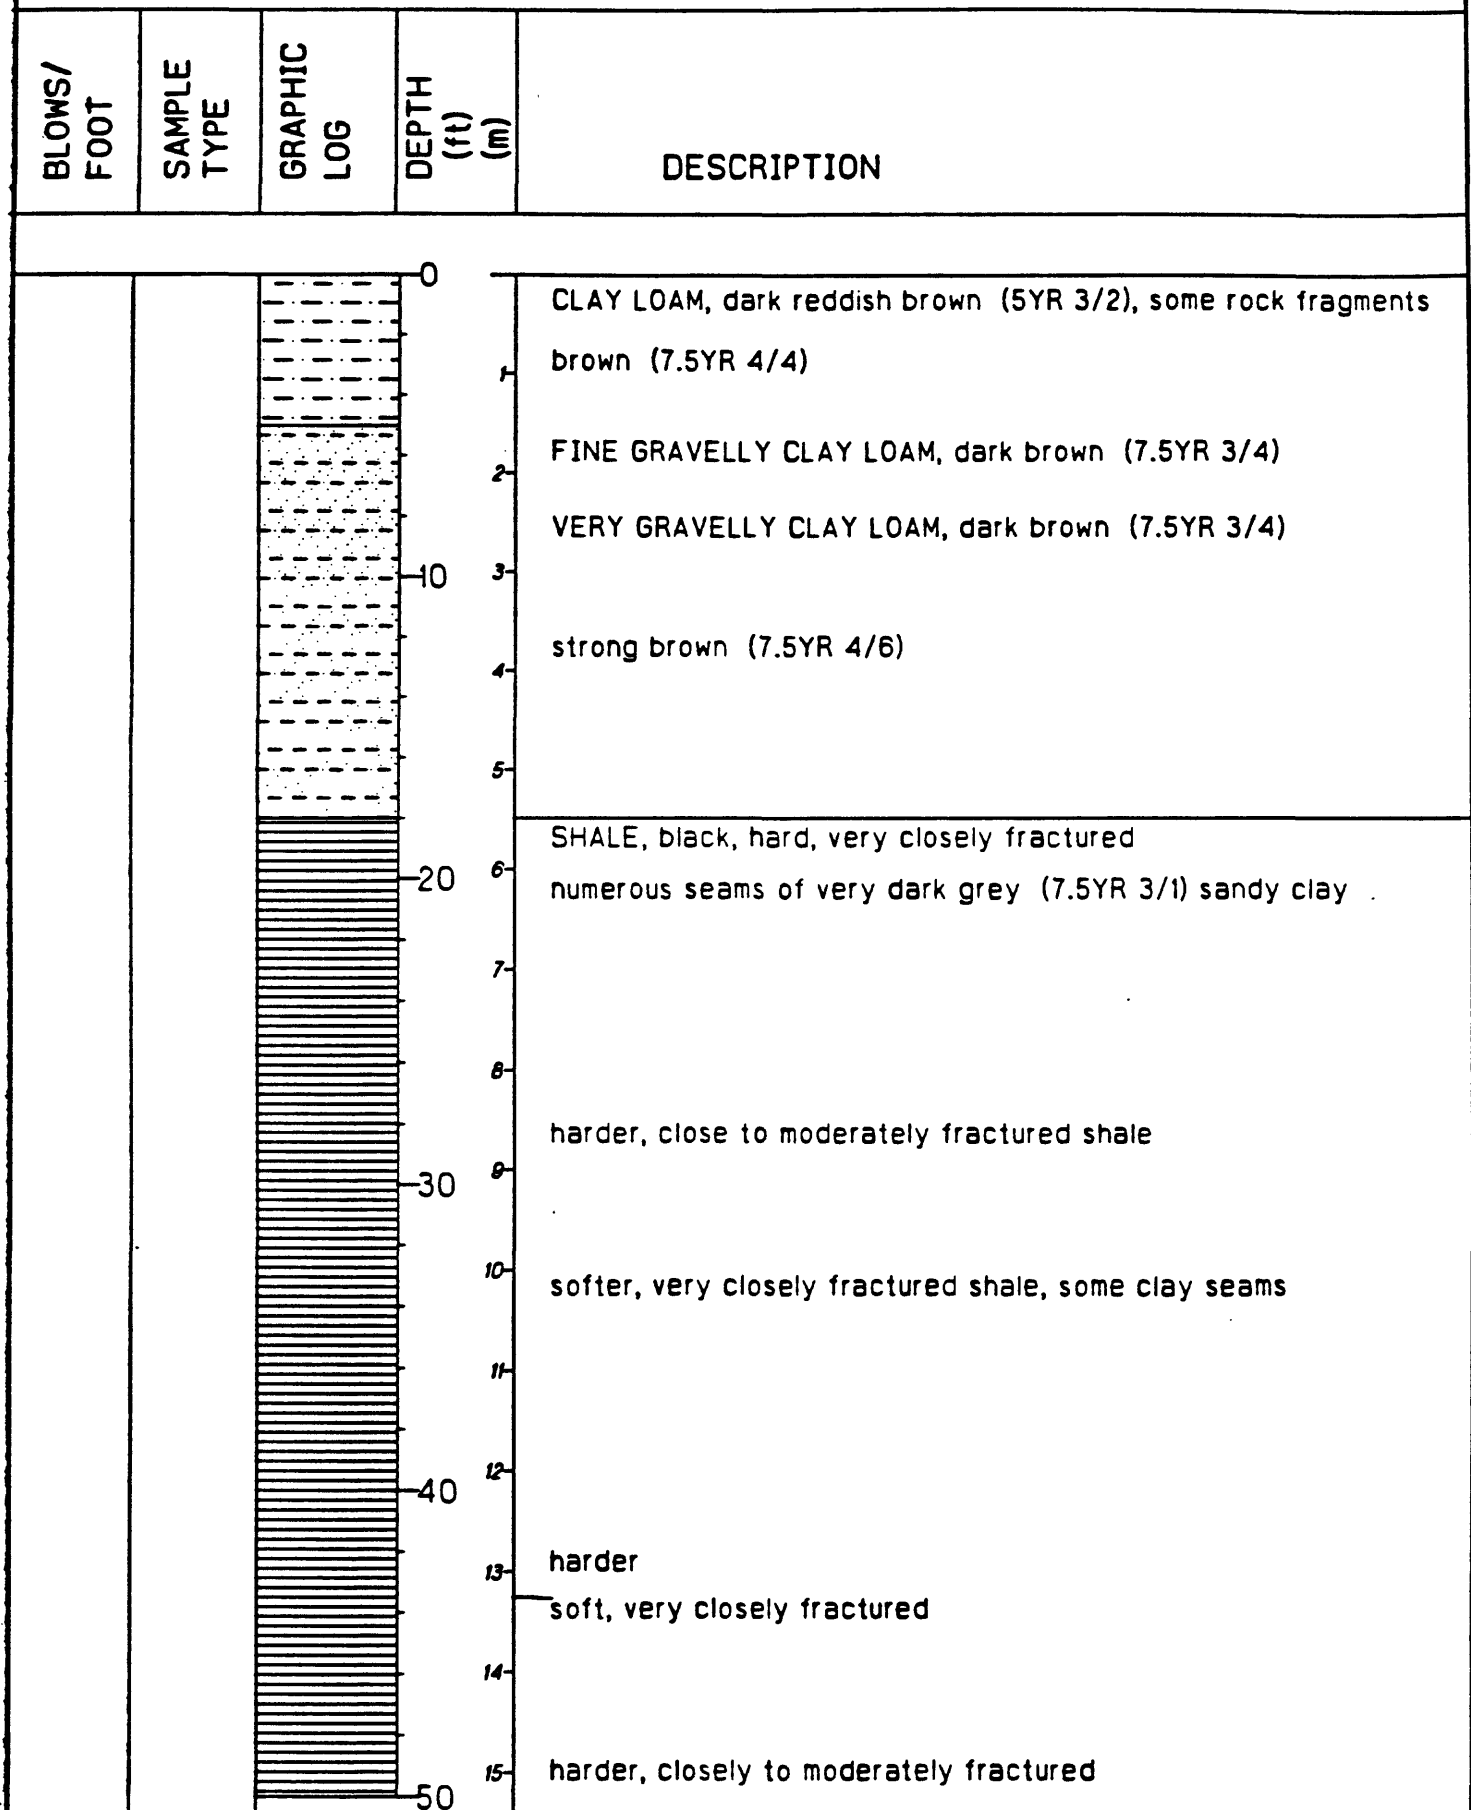 BLOWS/
FOOT
SAMPLE
TYPE
GRAPHIC
LOG
DEPTH
(ft)
(m)
DESCRIPTION
0
CLAY LOAM, dark reddish brown (5YR 3/2), some rock fragments
brown (7.5YR 4/4)
1
FINE GRAVELLY CLAY LOAM, dark brown (7.5YR 3/4)
2
VERY GRAVELLY CLAY LOAM, dark brown (7.5YR 3/4)
10
3
strong brown (7.5YR 4/6)
4
5
SHALE, black, hard, very closely fractured
20
6
numerous seams of very dark grey (7.5YR 3/1) sandy clay
7
8
harder, close to moderately fractured shale
9
30
10
softer, very closely fractured shale, some clay seams
11
12
40
harder
13
soft, very closely fractured
14
15
harder, closely to moderately fractured
50